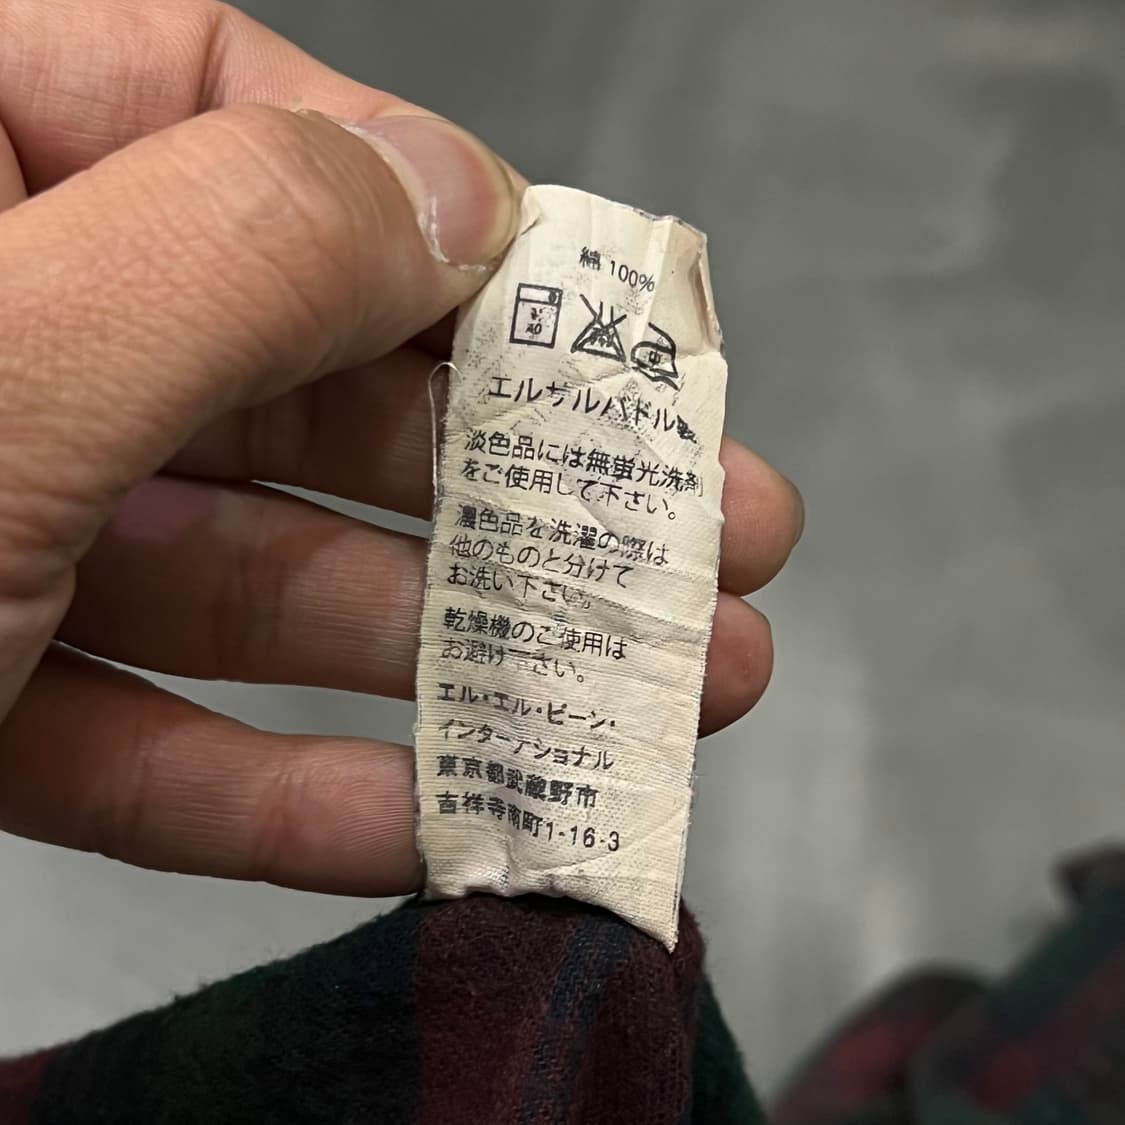 綿 100%
40
中
エルサルバドル製
淡色品には無蛍光洗剤
をご使用して下さい。
濃色品を洗濯の際は
他のものと分けて
お洗い下さい。
乾燥機のご使用は
お避け下さい。
エル・エル・ビーン・
インターナショナル
東京都武蔵野市
吉祥寺南町1-16-3